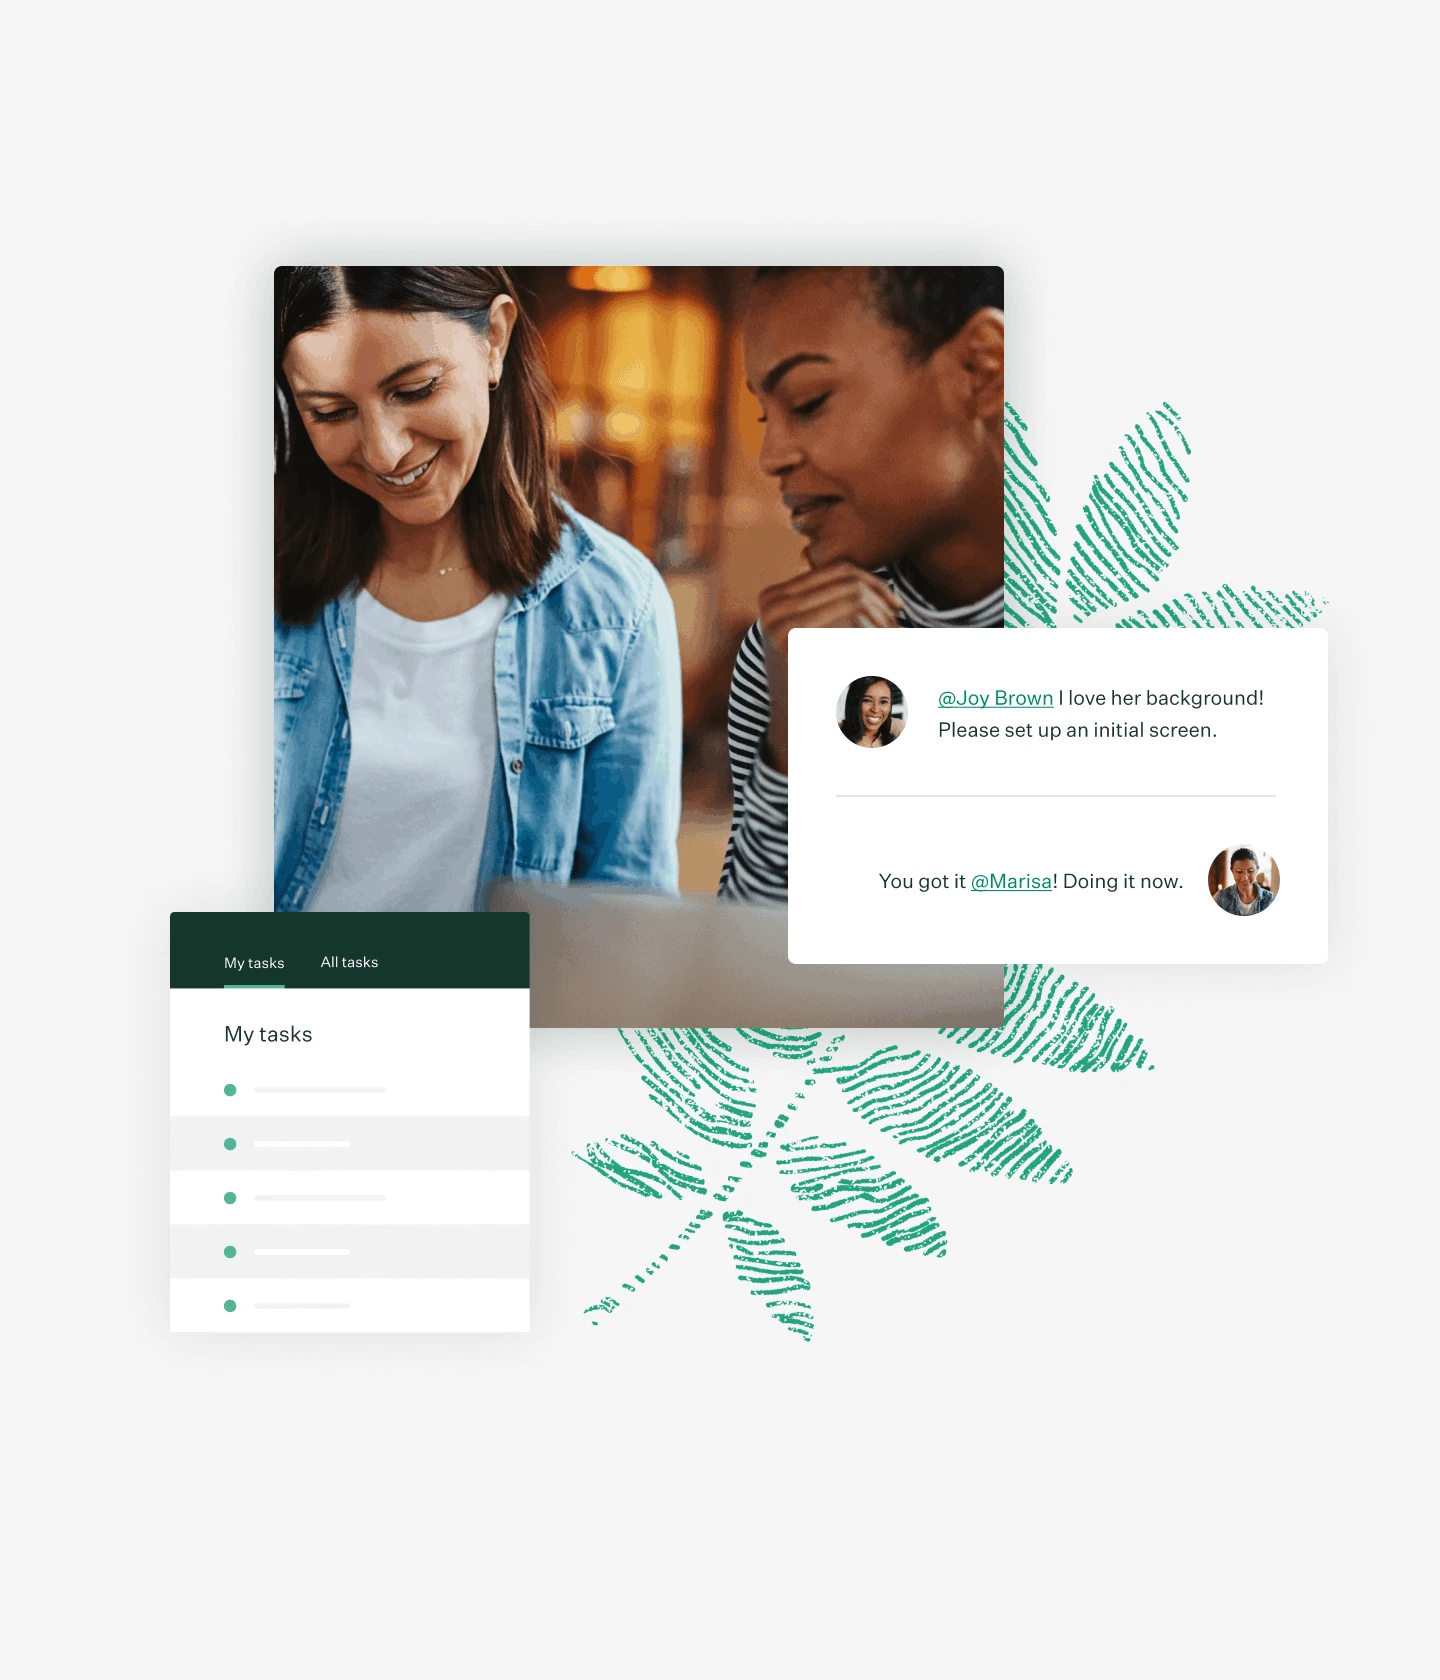 @Joy Brown I love her background!
Please set up an initial screen.
You got it @Marisa! Doing it now.
My tasks
All tasks
My tasks